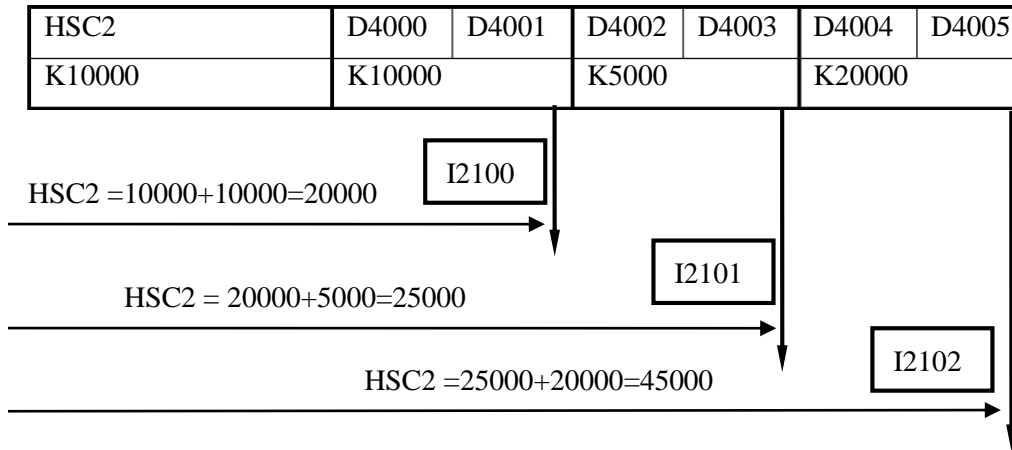 HSC2 D4000 D4001 D4002 D4003 D4004 D4005
K10000 K10000 K5000 K20000
I2100
HSC2 =10000+10000=20000
I2101
HSC2 = 20000+5000=25000
I2102
HSC2 =25000+20000=45000